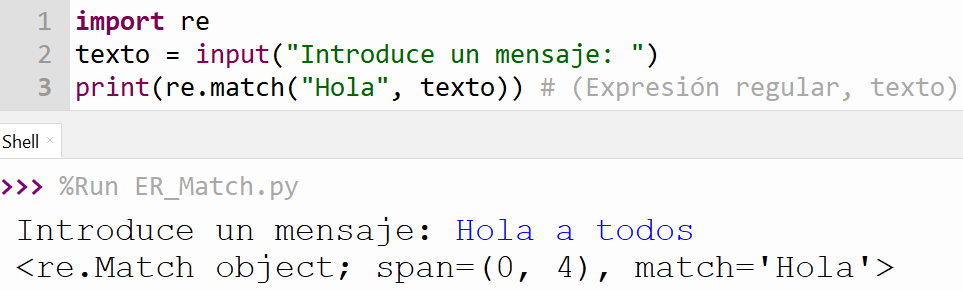 1 import re
2 texto = input("Introduce un mensaje: ")
3 print(re.match("Hola", texto)) # (Expresión regular, texto)
Shell ×
>>> %Run ER_Match.py
Introduce un mensaje: Hola a todos
<re.Match object; span=(0, 4), match='Hola'>